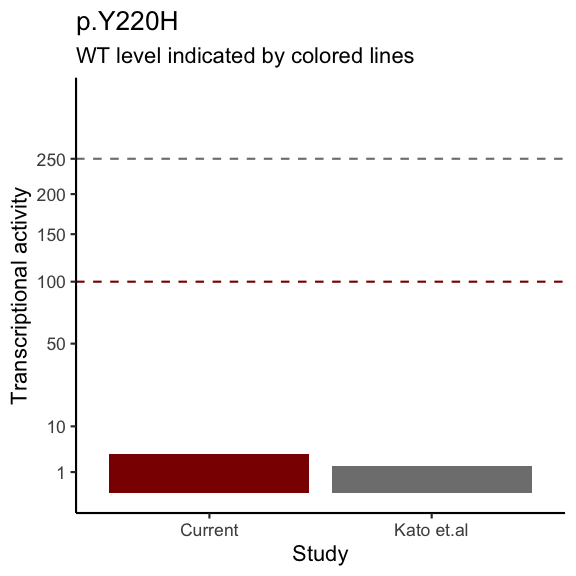 p.Y220H
WT level indicated by colored lines
Transcriptional activity
250
200
150
100
50
10
1
Current
Kato et.al
Study